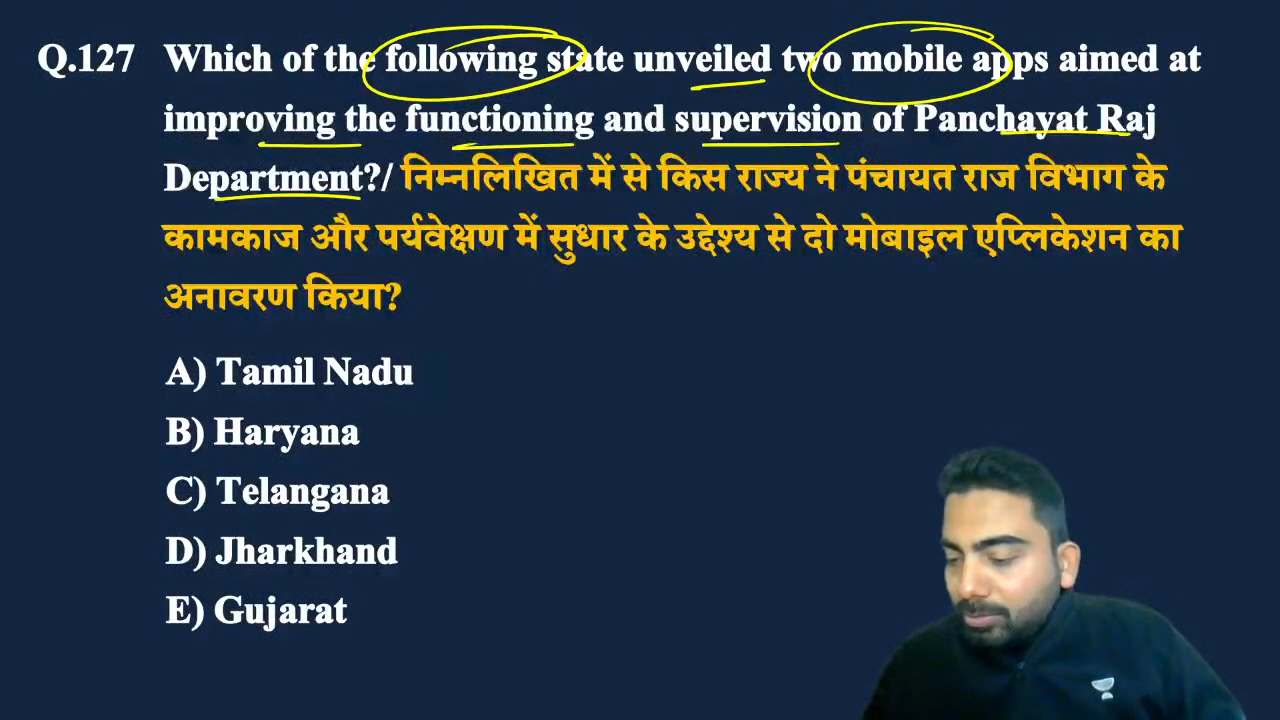 Q.127 Which of the following state unveiled two mobile apps aimed at
improving the functioning and supervision of Panchayat Raj
Department?/ निम्नलिखित में से किस राज्य ने पंचायत राज विभाग के
कामकाज और पर्यवेक्षण में सुधार के उद्देश्य से दो मोबाइल एप्लिकेशन का
अनावरण किया?
A) Tamil Nadu
B) Haryana
C) Telangana
D) Jharkhand
E) Gujarat